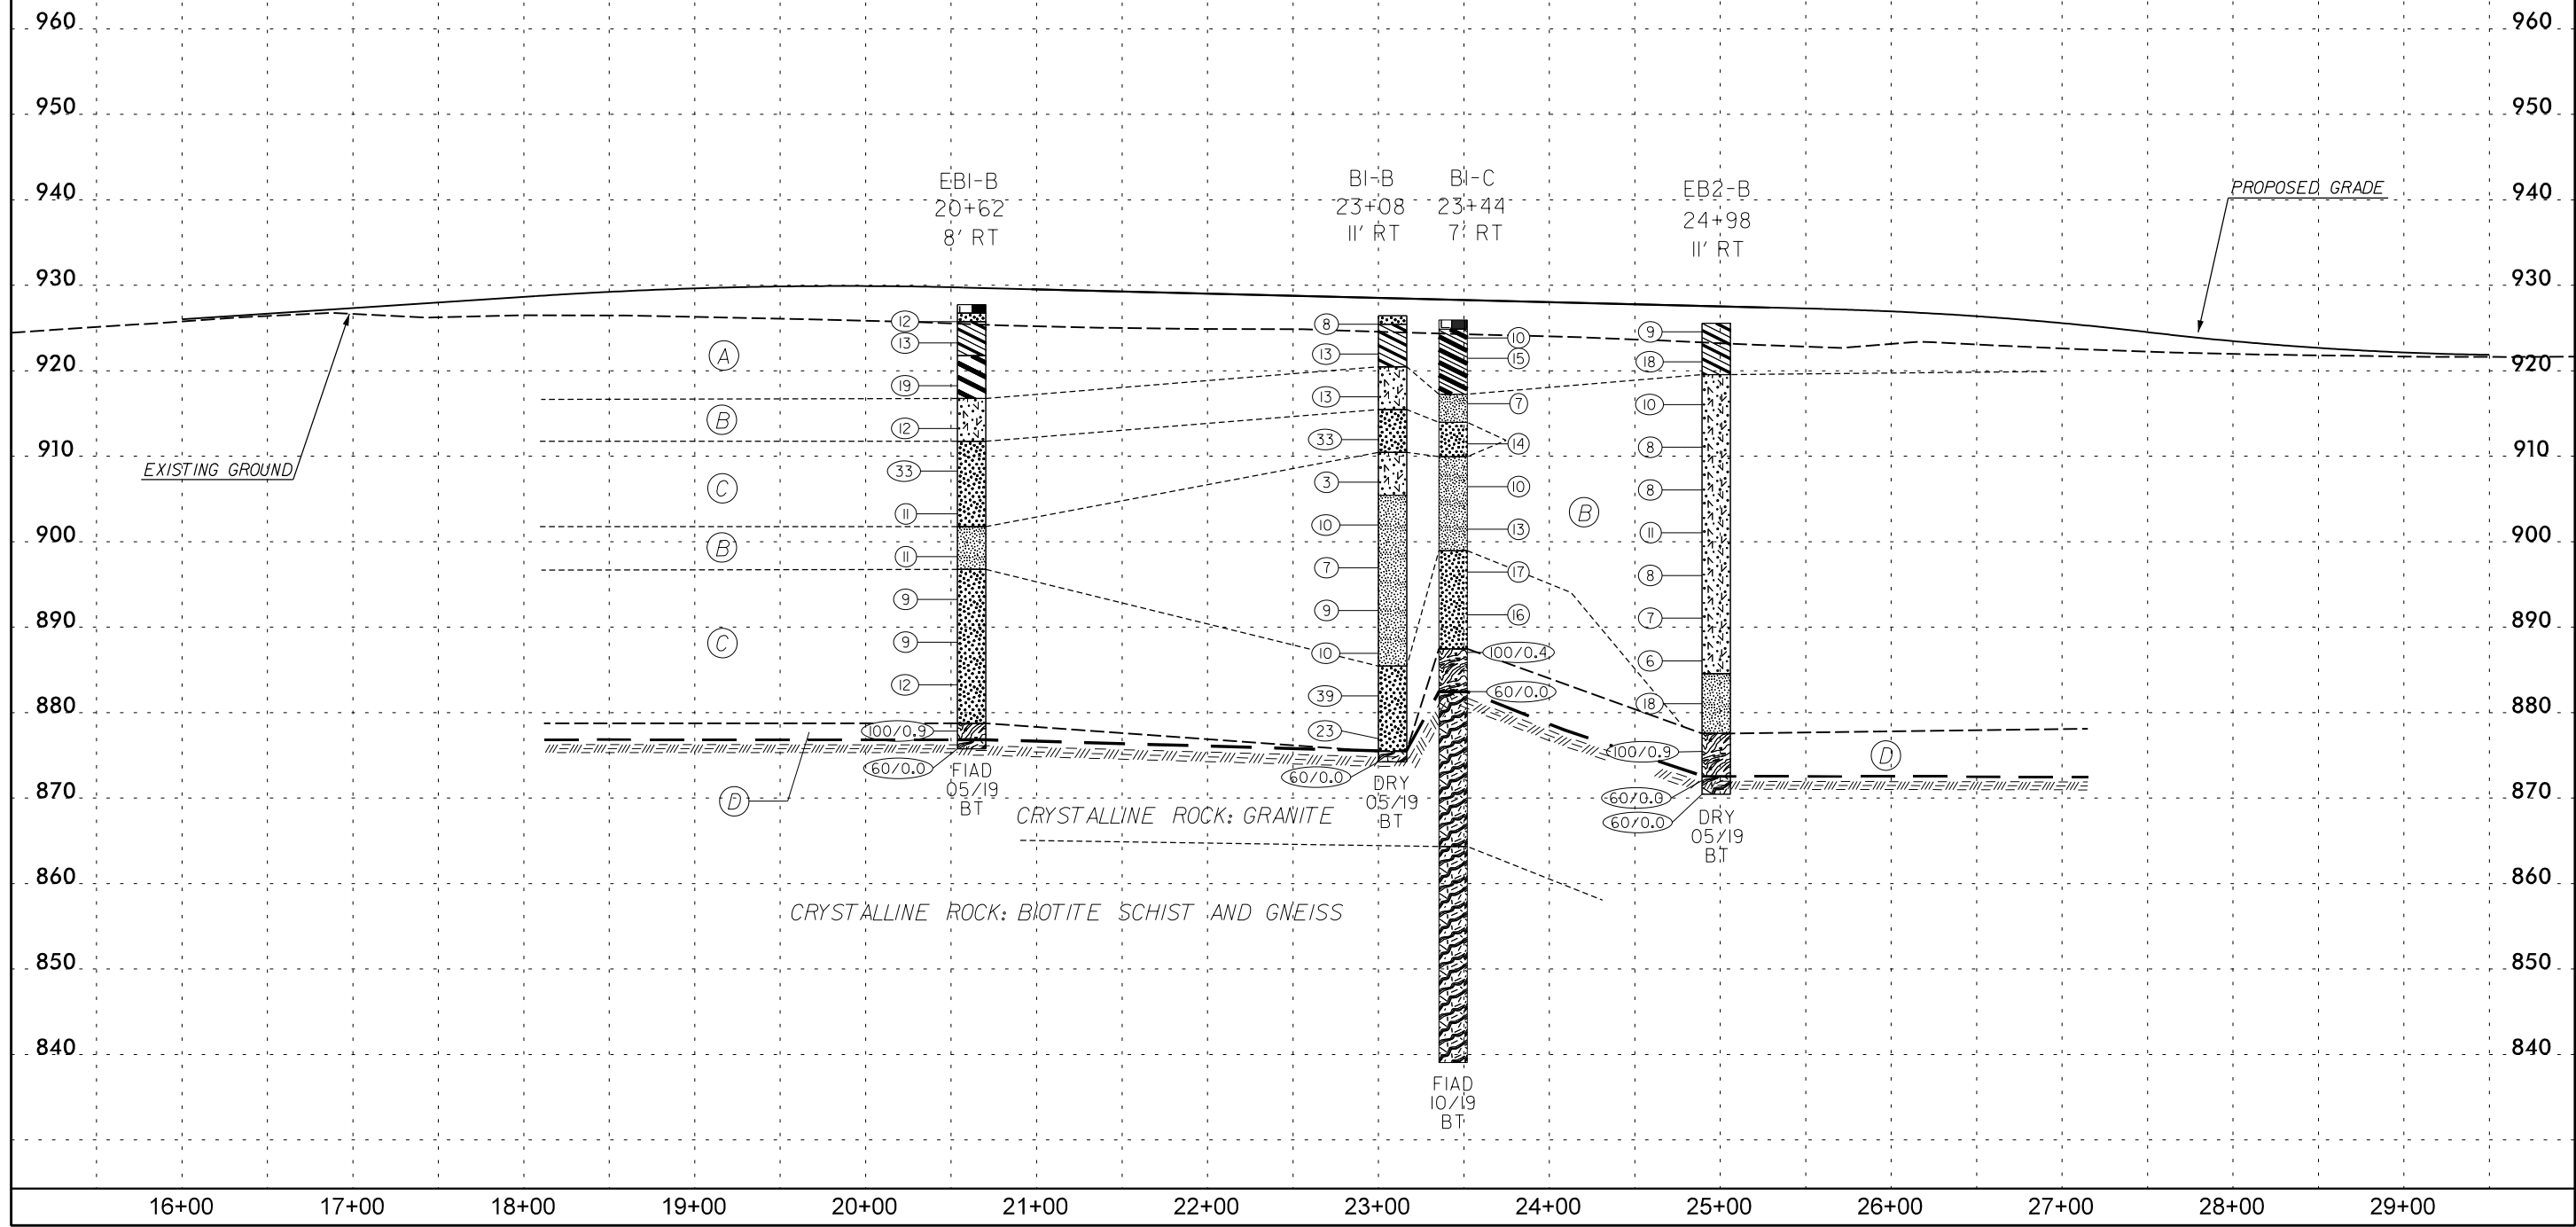 960 960
950 950
EB1-B B1-B B1-C EB2-B
940 PROPOSED GRADE 940
20+62 23+08 23+44 24+98
8' RT 11' RT 7' RT 11' RT
930 930
12 8 10 9
13 13 15 18
A
920 920
19 13 7 10
B
12 33 14 8
910 910
EXISTING GROUND
33 3 10 8
C
B
11 10 13 11
900 900
B
11 7 17 8
9 9 16 7
890 890
C
9 10 100/0.4 6
12 39 60/0.0 18
880 880
100/0.9 23 100/0.9
D
60/0.0 60/0.0 60/0.0
FIAD DRY
05/19 05/19
BT BT
870 870
D
60/0.0
CRYSTALLINE ROCK: GRANITE
DRY
05/19
BT
860 860
CRYSTALLINE ROCK: BIOTITE SCHIST AND GNEISS
850 850
840 840
FIAD
10/19
BT
16+00 17+00 18+00 19+00 20+00 21+00 22+00 23+00 24+00 25+00 26+00 27+00 28+00 29+00